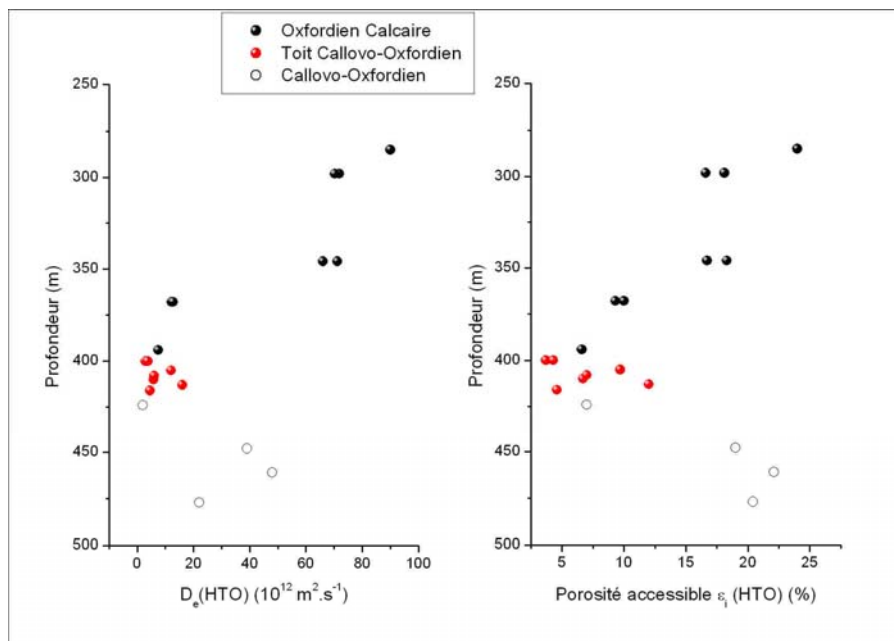 Oxfordien Calcaire
Toit Callovo-Oxfordien
Callovo-Oxfordien
250
300
350
400
450
500
Profondeur (m)
0 20 40 60 80 100
Dₑ(HTO) (10¹² m².s⁻¹)
250
300
350
400
450
500
Profondeur (m)
5 10 15 20 25
Porosité accessible εᵢ (HTO) (%)